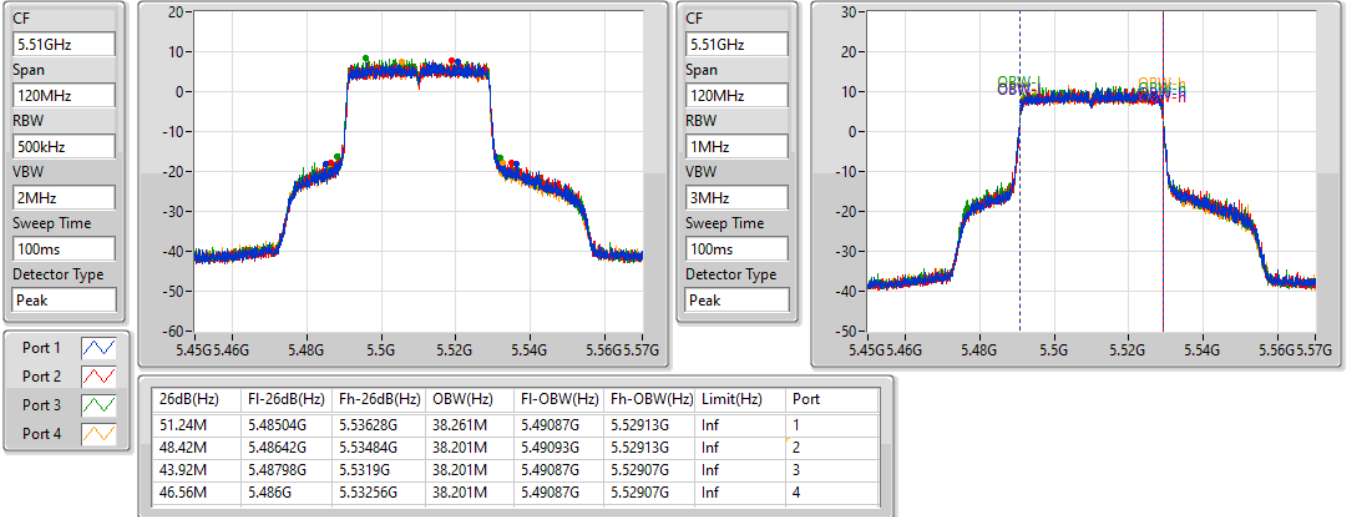 CF
5.51GHz
Span
120MHz
RBW
500kHz
VBW
2MHz
Sweep Time
100ms
Detector Type
Peak
20-
10-
0-
-10-
-20-
-30-
-40-
-50-
-60-
5.45G 5.46G 5.48G 5.5G 5.52G 5.54G 5.56G 5.57G
CF
5.51GHz
Span
120MHz
RBW
1MHz
VBW
3MHz
Sweep Time
100ms
Detector Type
Peak
30-
20-
10-
0-
-10-
-20-
-30-
-40-
-50-
OBW-l
OBW-h
5.45G 5.46G 5.48G 5.5G 5.52G 5.54G 5.56G 5.57G
Port 1
Port 2
Port 3
Port 4
26dB(Hz) Fl-26dB(Hz) Fh-26dB(Hz) OBW(Hz) Fl-OBW(Hz) Fh-OBW(Hz) Limit(Hz) Port
51.24M 5.48504G 5.53628G 38.261M 5.49087G 5.52913G Inf 1
48.42M 5.48642G 5.53484G 38.201M 5.49093G 5.52913G Inf 2
43.92M 5.48798G 5.5319G 38.201M 5.49087G 5.52907G Inf 3
46.56M 5.486G 5.53256G 38.201M 5.49087G 5.52907G Inf 4